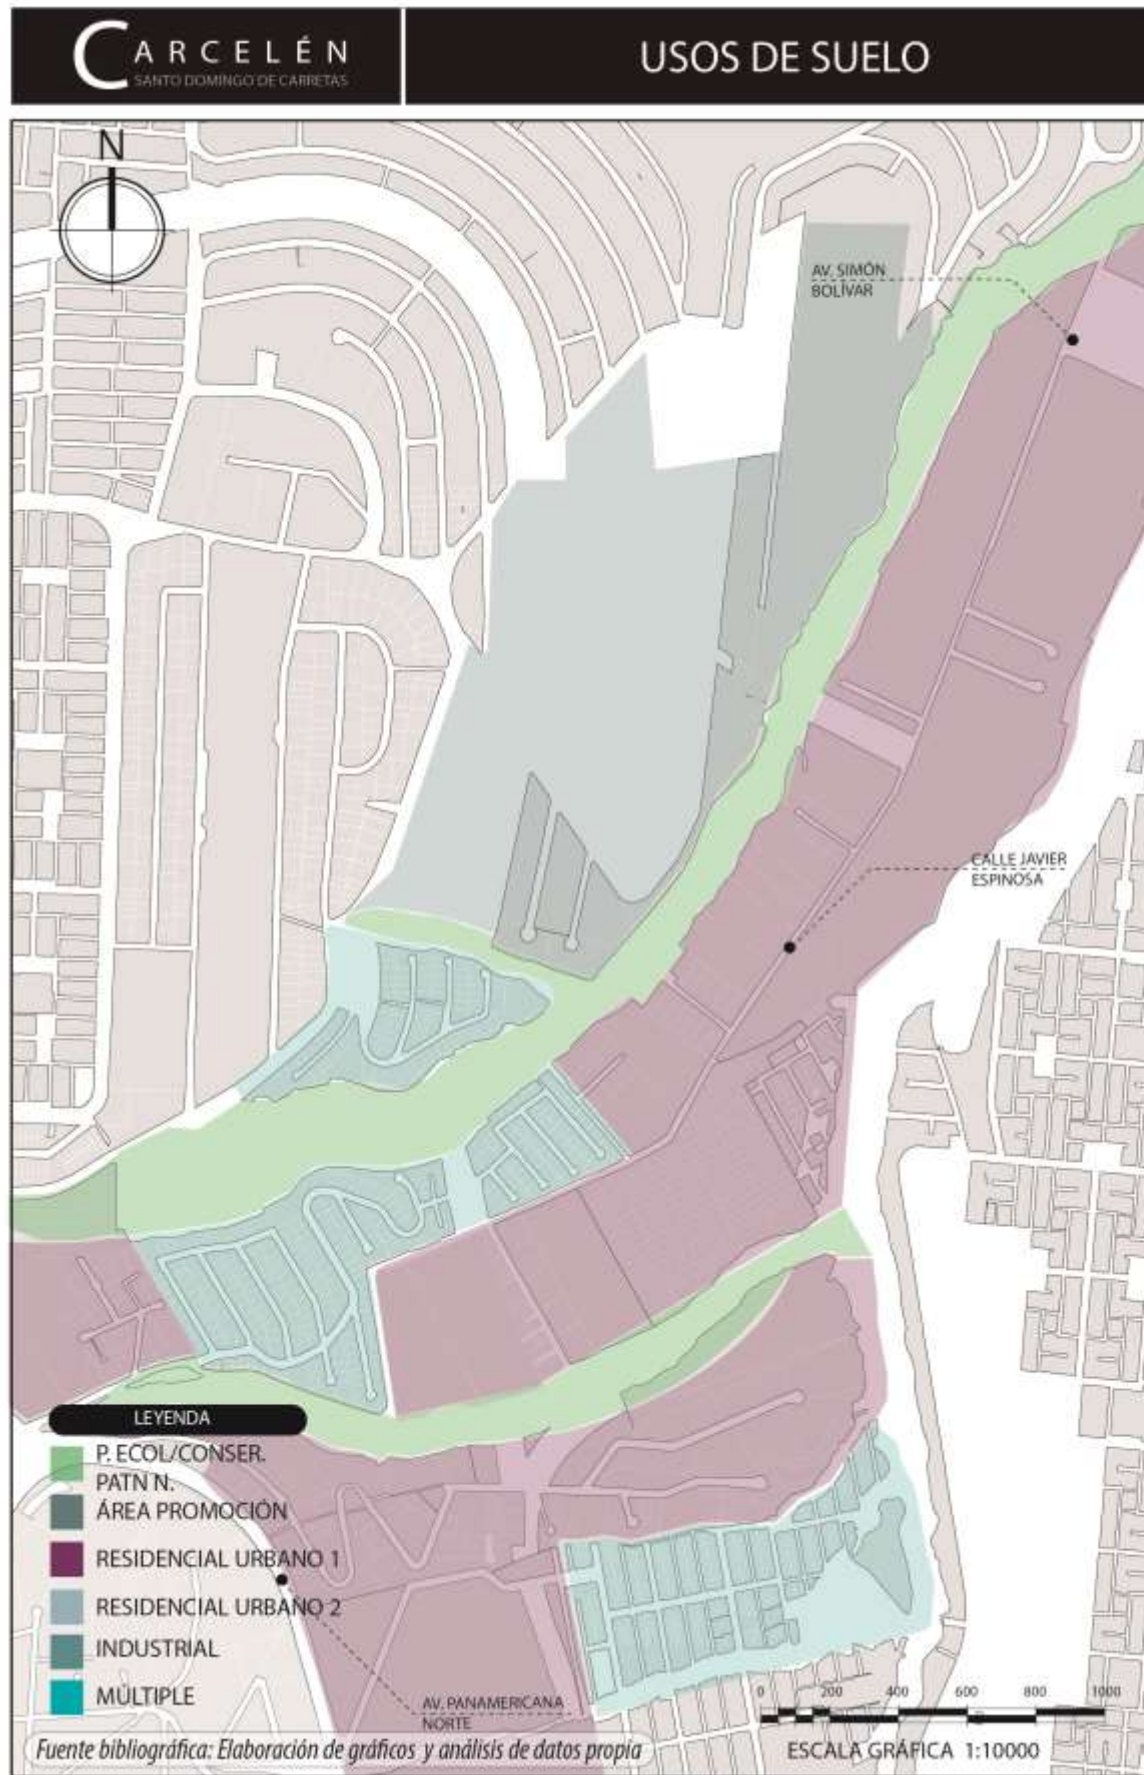 CARCELÉN
SANTO DOMINGO DE CARRETAS
USOS DE SUELO
N
AV. SIMÓN
BOLÍVAR
CALLE JAVIER
ESPINOSA
LEYENDA
P. ECOL/CONSER.
PATN N.
ÁREA PROMOCIÓN
RESIDENCIAL URBANO 1
RESIDENCIAL URBANO 2
INDUSTRIAL
MÚLTIPLE
AV. PANAMERICANA
NORTE
0 200 400 600 800 1000
ESCALA GRÁFICA 1:10000
Fuente bibliográfica: Elaboración de gráficos y análisis de datos propia